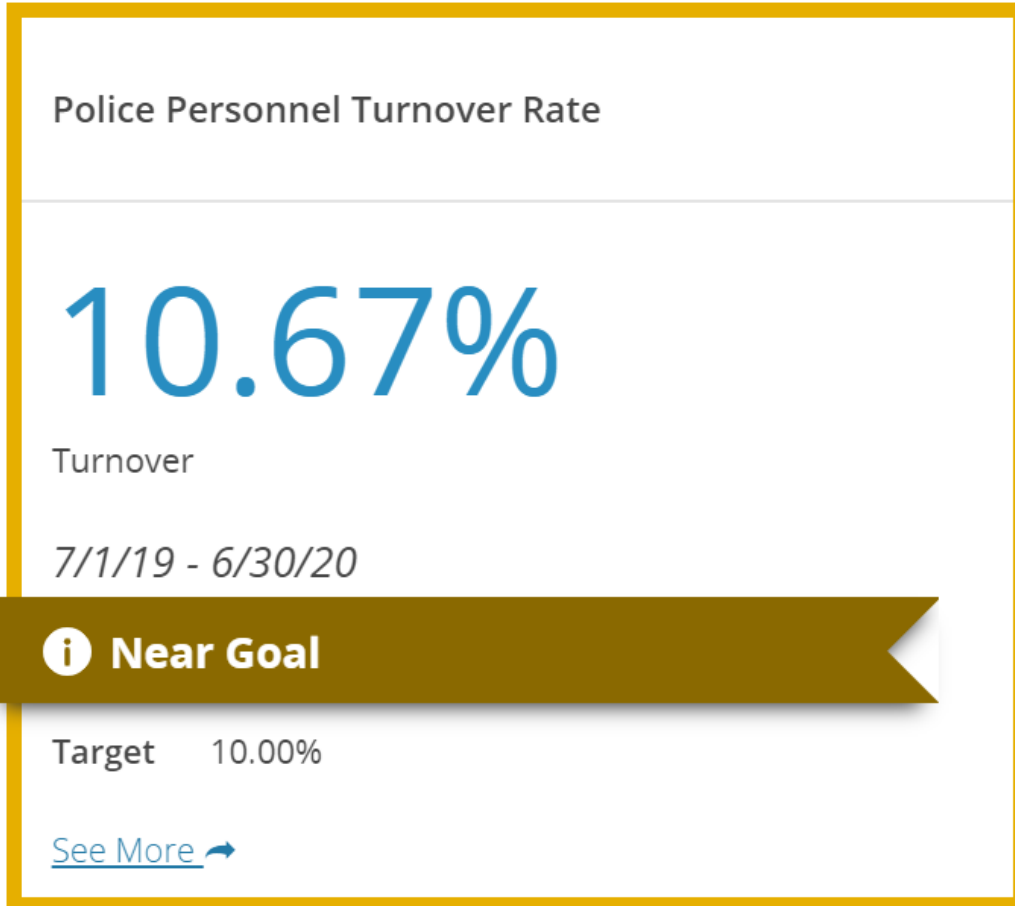 Police Personnel Turnover Rate
10.67%
Turnover
7/1/19 - 6/30/20
Near Goal
Target 10.00%
See More